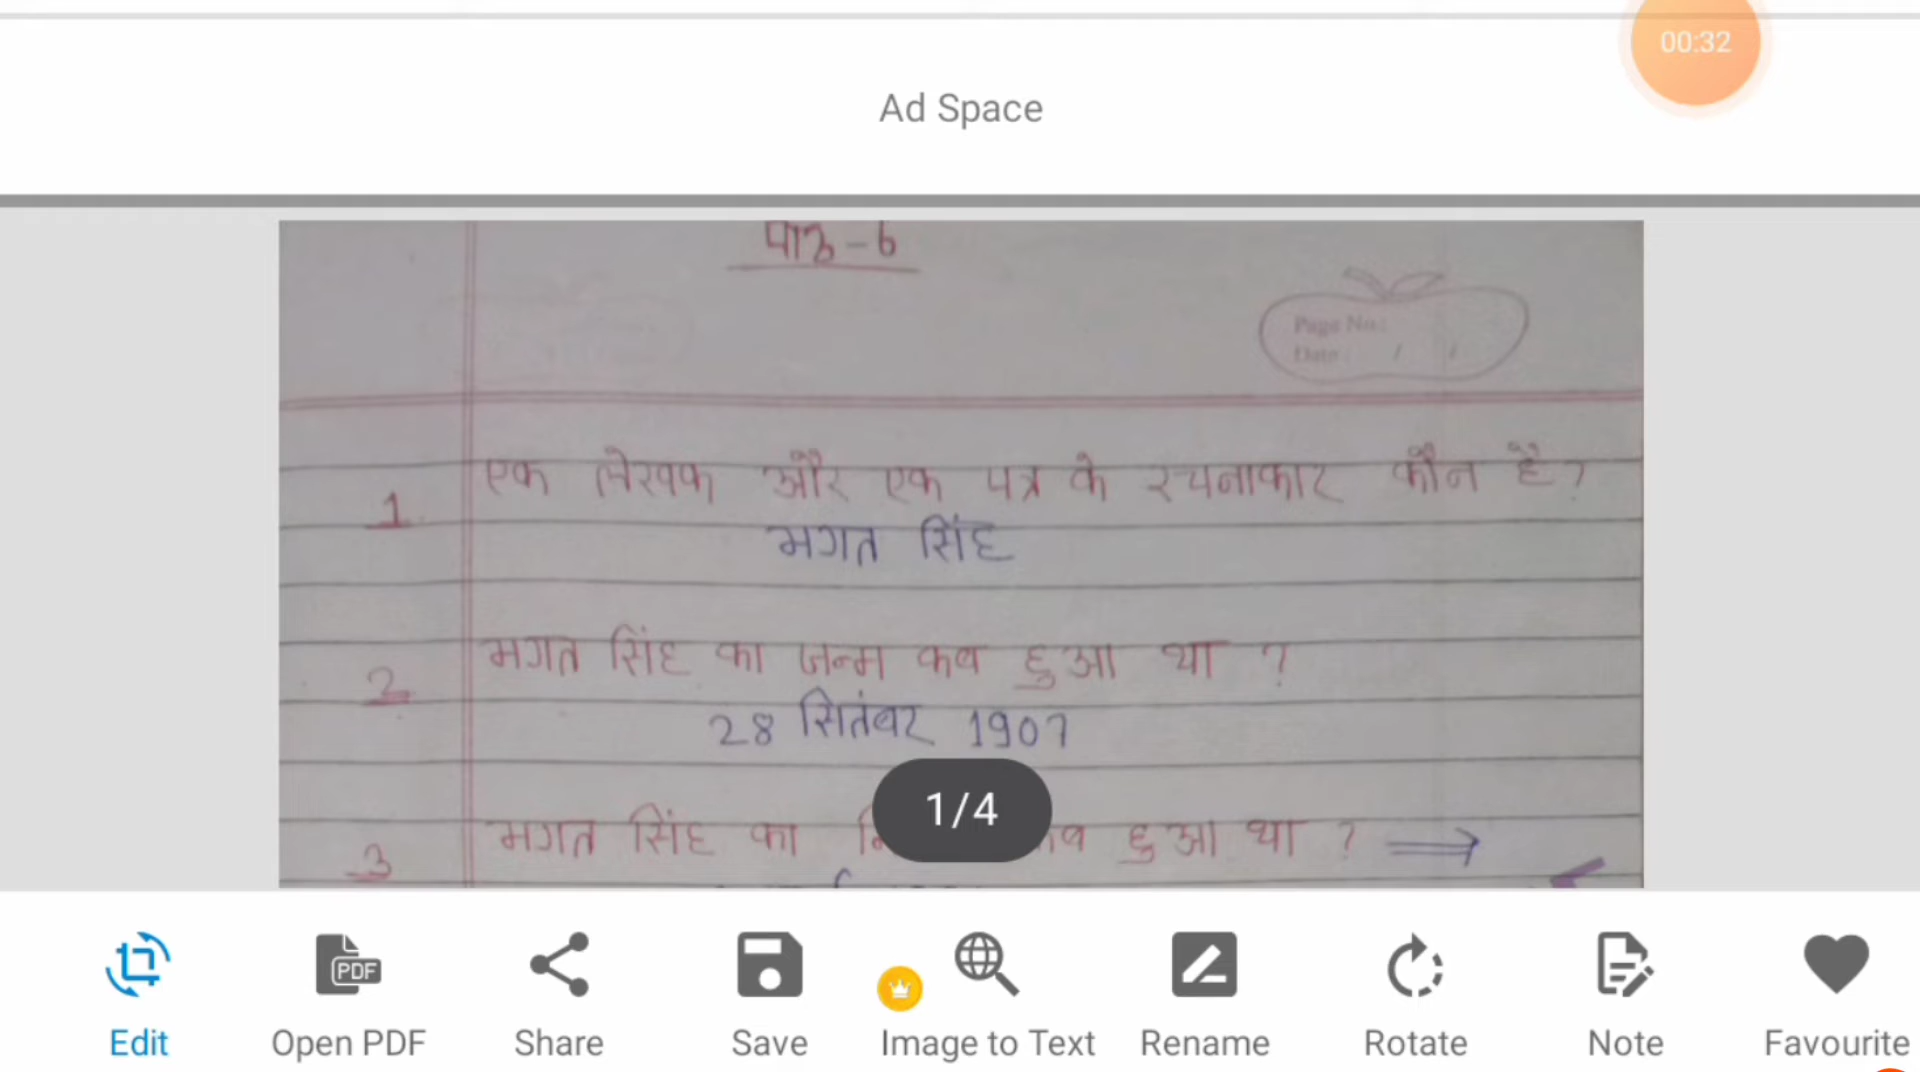 00:32
Ad Space
पाठ-6
Page No.:
Date: / /
1. एक लेखक और एक पत्र के रचनाकार कौन है?
भगत सिंह
2 भगत सिंह का जन्म कब हुआ था ?
28 सितंबर 1907
3 भगत सिंह का हुआ था ? ⟹
1/4
PDF
Edit Open PDF Share Save Image to Text Rename Rotate Note Favourite